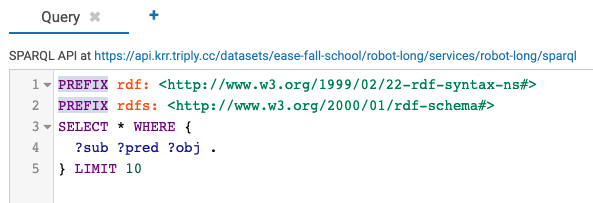 Query × +
SPARQL API at https://api.krr.triply.cc/datasets/ease-fall-school/robot-long/services/robot-long/sparql
1 PREFIX rdf: <http://www.w3.org/1999/02/22-rdf-syntax-ns#>
2 PREFIX rdfs: <http://www.w3.org/2000/01/rdf-schema#>
3 SELECT * WHERE {
4 ?sub ?pred ?obj .
5 } LIMIT 10